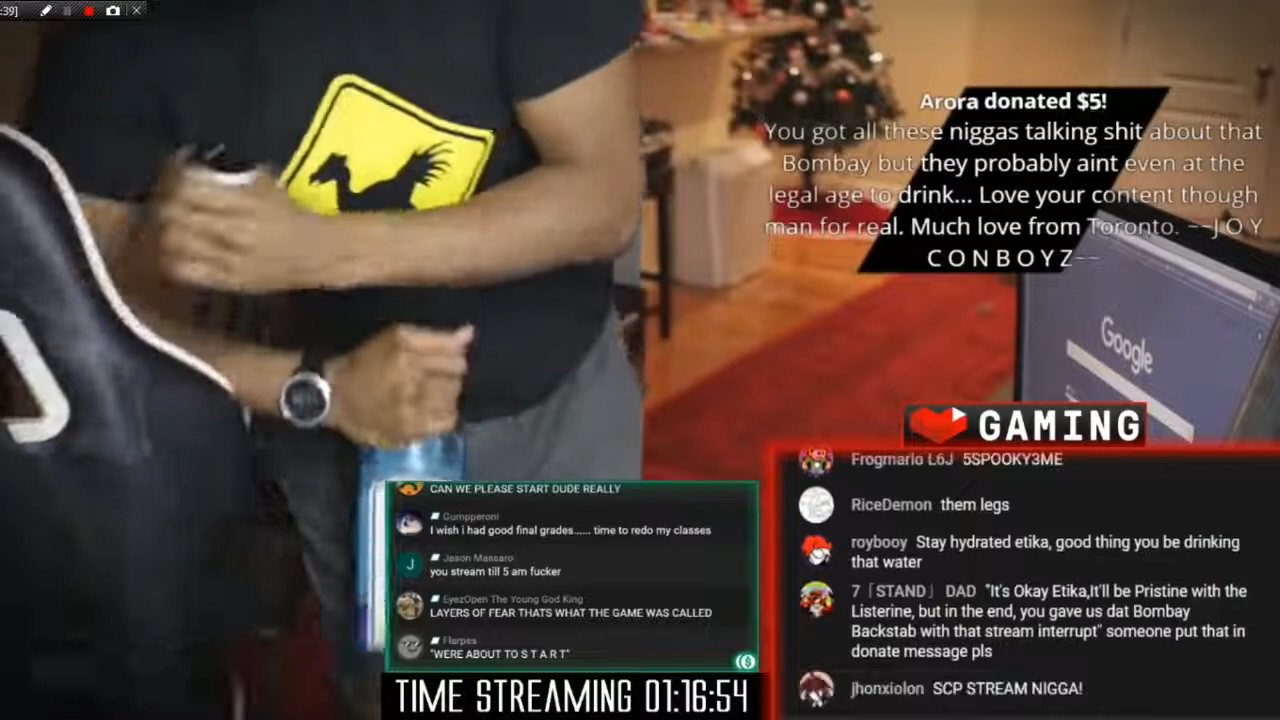 :39]
Arora donated $5!
You got all these niggas talking shit about that
Bombay but they probably aint even at the
legal age to drink... Love your content though
man for real. Much love from Toronto. ~~J O Y
C O N B O Y Z~~
Google
GAMING
Frogmario L6J 5SPOOKY3ME
RiceDemon them legs
roybooy Stay hydrated etika, good thing you be drinking
that water
7「STAND」 DAD "It's Okay Etika,It'll be Pristine with the
Listerine, but in the end, you gave us dat Bombay
Backstab with that stream interrupt" someone put that in
donate message pls
jhonxiolon SCP STREAM NIGGA!
CAN WE PLEASE START DUDE REALLY
Gumpperoni
I wish i had good final grades...... time to redo my classes
J
Jason Massaro
you stream till 5 am fucker
EyezOpen The Young God King
LAYERS OF FEAR THATS WHAT THE GAME WAS CALLED
Flarpes
"WERE ABOUT TO S T A R T"
TIME STREAMING 01:16:54